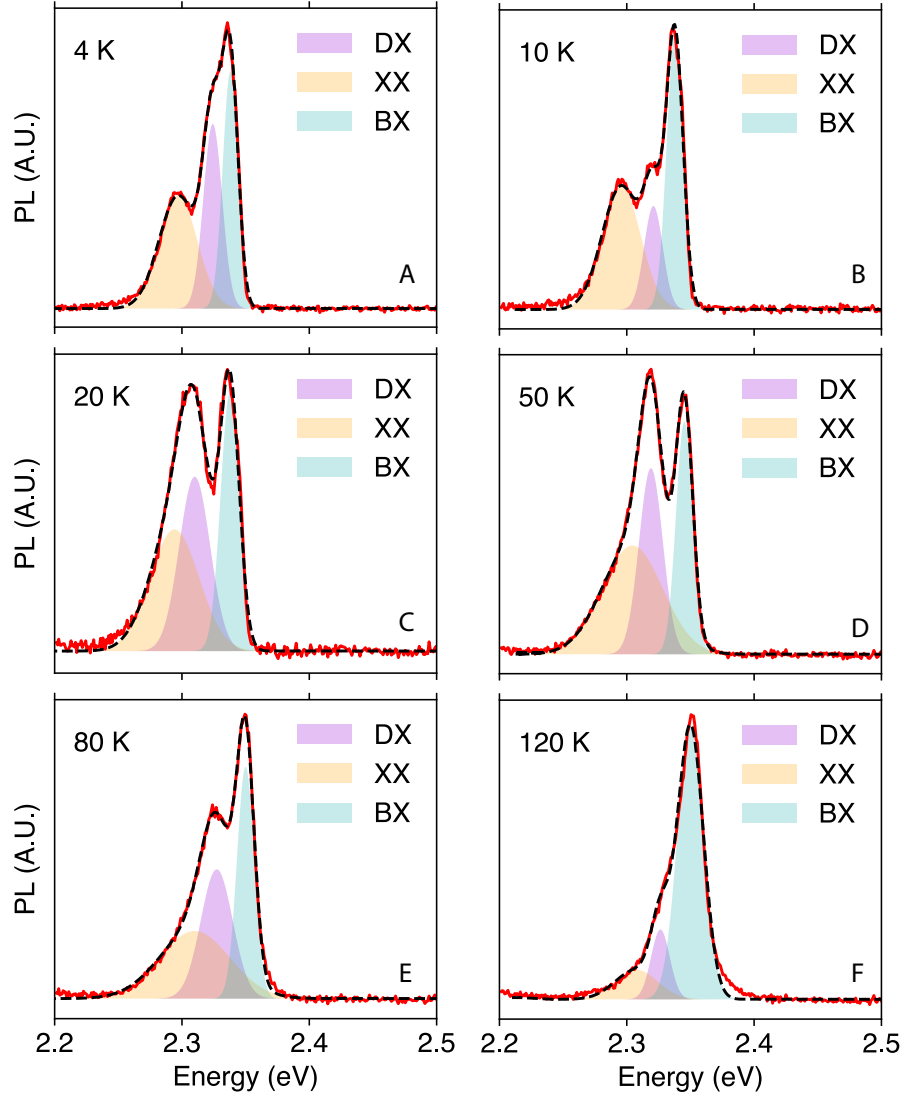 4 K
DX
XX
BX
A
PL (A.U.)
10 K
DX
XX
BX
B
PL (A.U.)
20 K
DX
XX
BX
C
PL (A.U.)
50 K
DX
XX
BX
D
80 K
DX
XX
BX
E
PL (A.U.)
120 K
DX
XX
BX
F
2.2 2.3 2.4 2.5
Energy (eV)
2.2 2.3 2.4 2.5
Energy (eV)